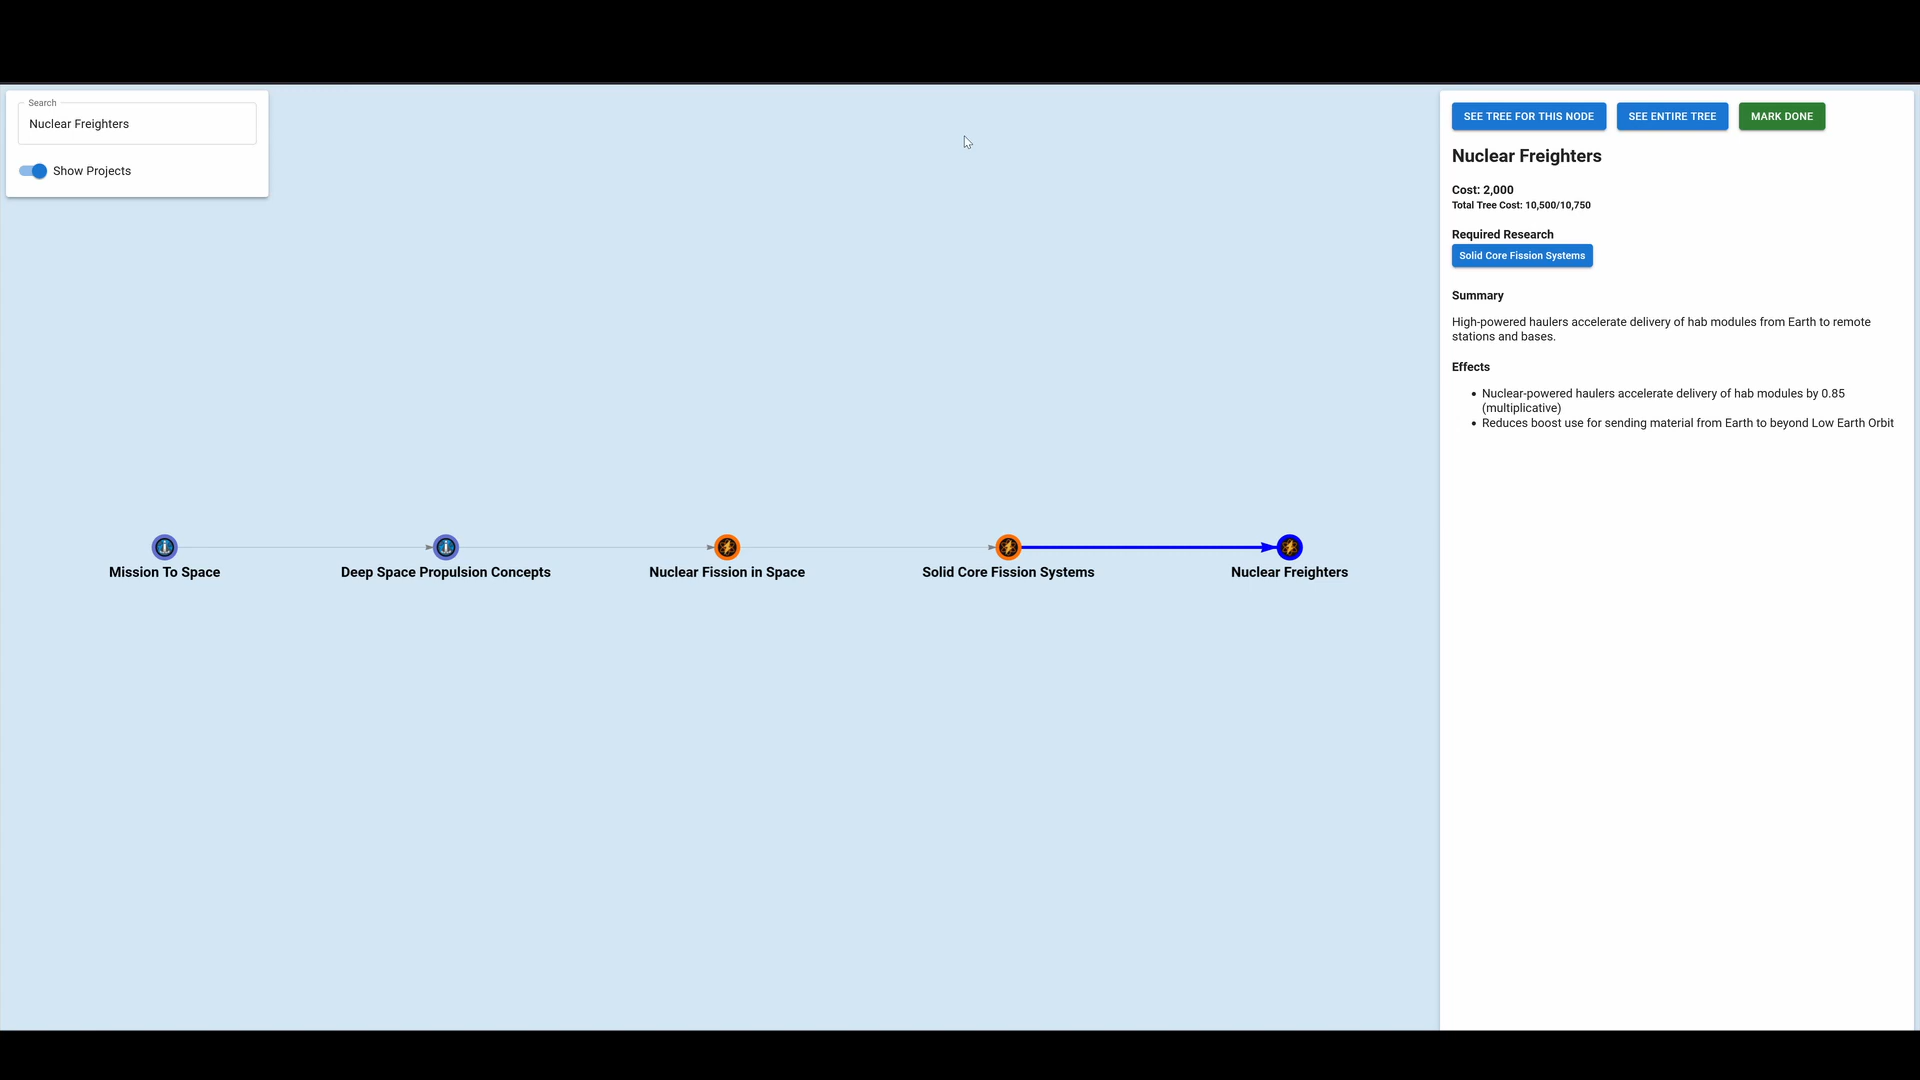 Search
Nuclear Freighters
Show Projects
SEE TREE FOR THIS NODE
SEE ENTIRE TREE
MARK DONE
Nuclear Freighters
Cost: 2,000
Total Tree Cost: 10,500/10,750
Required Research
Solid Core Fission Systems
Summary
High-powered haulers accelerate delivery of hab modules from Earth to remote
stations and bases.
Effects
Nuclear-powered haulers accelerate delivery of hab modules by 0.85
(multiplicative)
Reduces boost use for sending material from Earth to beyond Low Earth Orbit
Mission To Space
Deep Space Propulsion Concepts
Nuclear Fission in Space
Solid Core Fission Systems
Nuclear Freighters